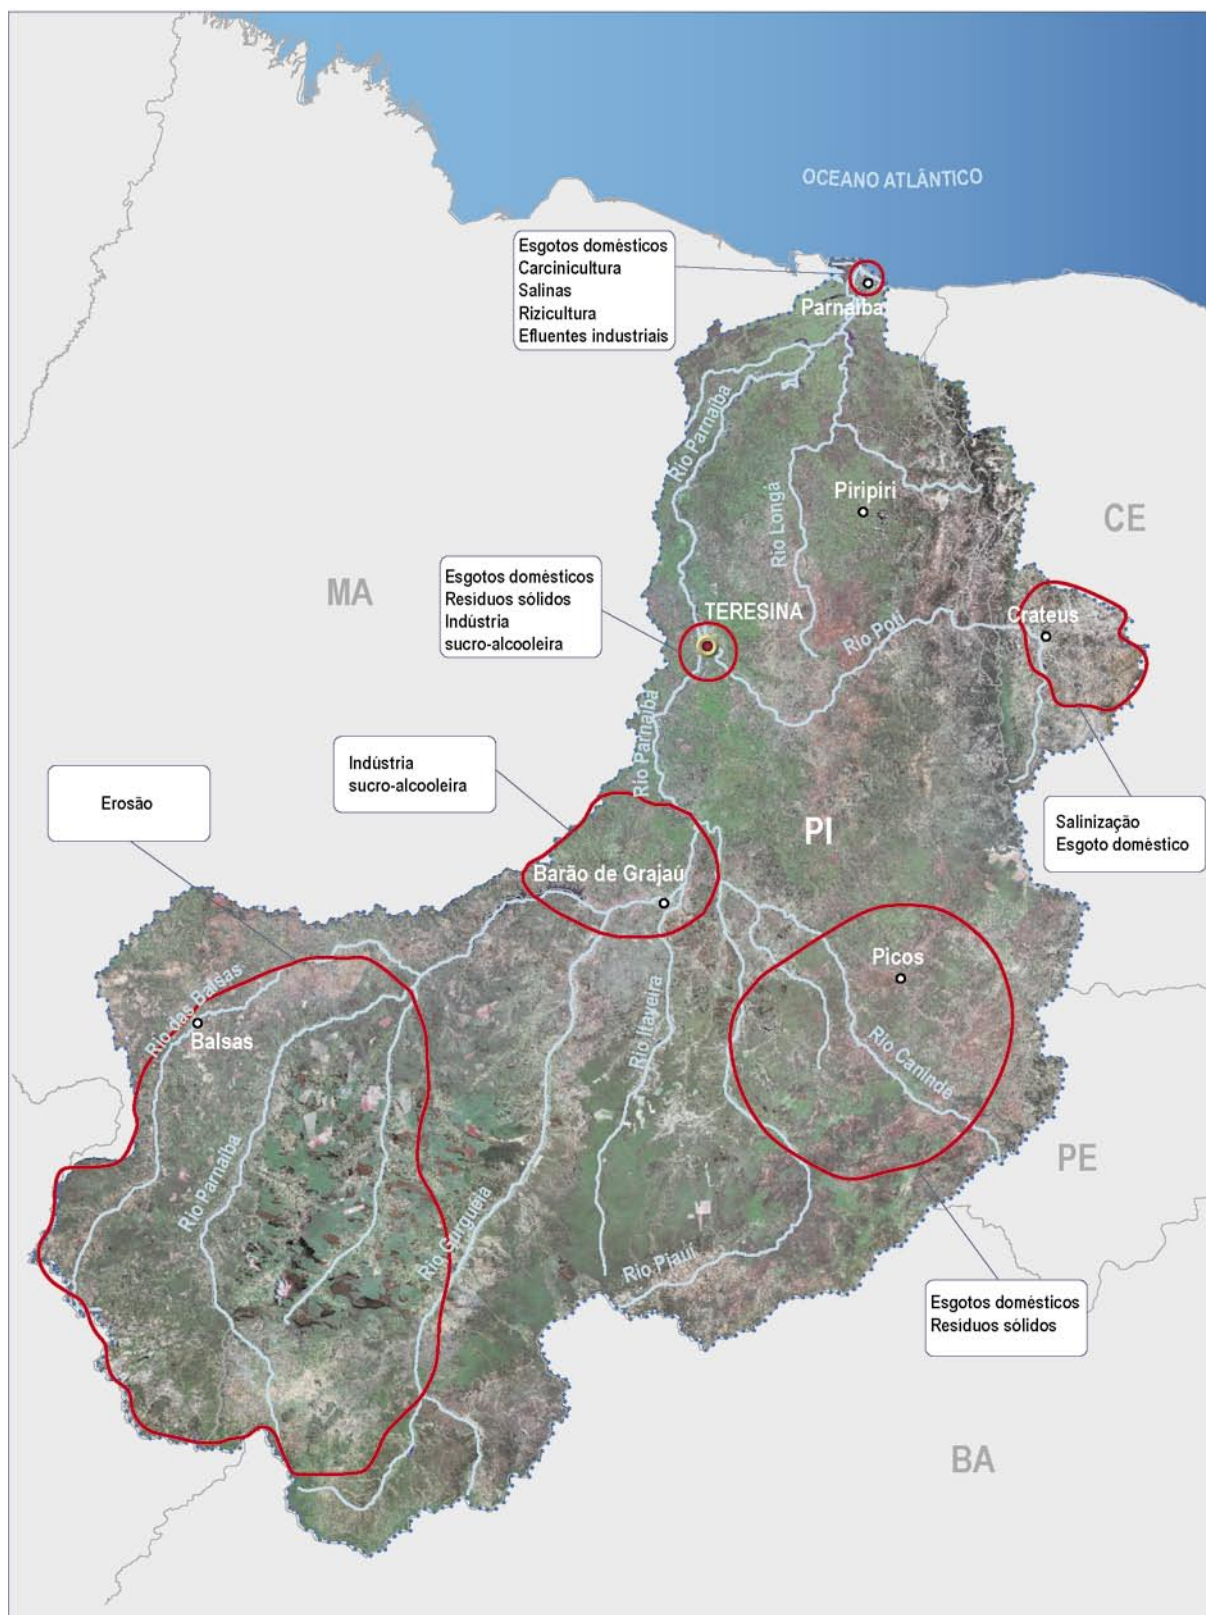 OCEANO ATLÂNTICO
Esgotos domésticos
Carcinicultura
Salinas
Rizicultura
Efluentes industriais
Parnaíba
Rio Parnaíba
Rio Longá
Piripiri
CE
MA
Esgotos domésticos
Resíduos sólidos
Indústria
sucro-alcooleira
TERESINA
Rio Poti
Crateus
Rio Parnaíba
Indústria
sucro-alcooleira
Erosão
PI
Salinização
Esgoto doméstico
Barão de Grajaú
Picos
Rio das Balsas
Balsas
Rio Itaveira
Rio Canindé
Rio Parnaíba
Rio Gurguéia
PE
Rio Piauí
Esgotos domésticos
Resíduos sólidos
BA